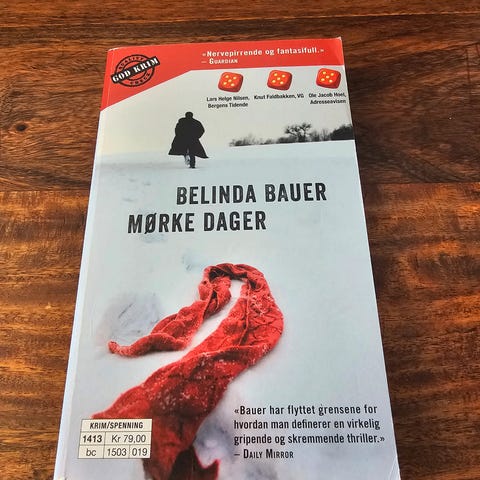 GOD KRIM
«Nervepirrende og fantasifull.»
– GUARDIAN
Lars Helge Nilsen,
Bergens Tidende
Knut Faldbakken, VG
Ole Jacob Hoel,
Adresseavisen
BELINDA BAUER
MØRKE DAGER
«Bauer har flyttet grensene for
hvordan man definerer en virkelig
gripende og skremmende thriller.»
– DAILY MIRROR
KRIM/SPENNING
1413 Kr 79,00
bc 1503 019